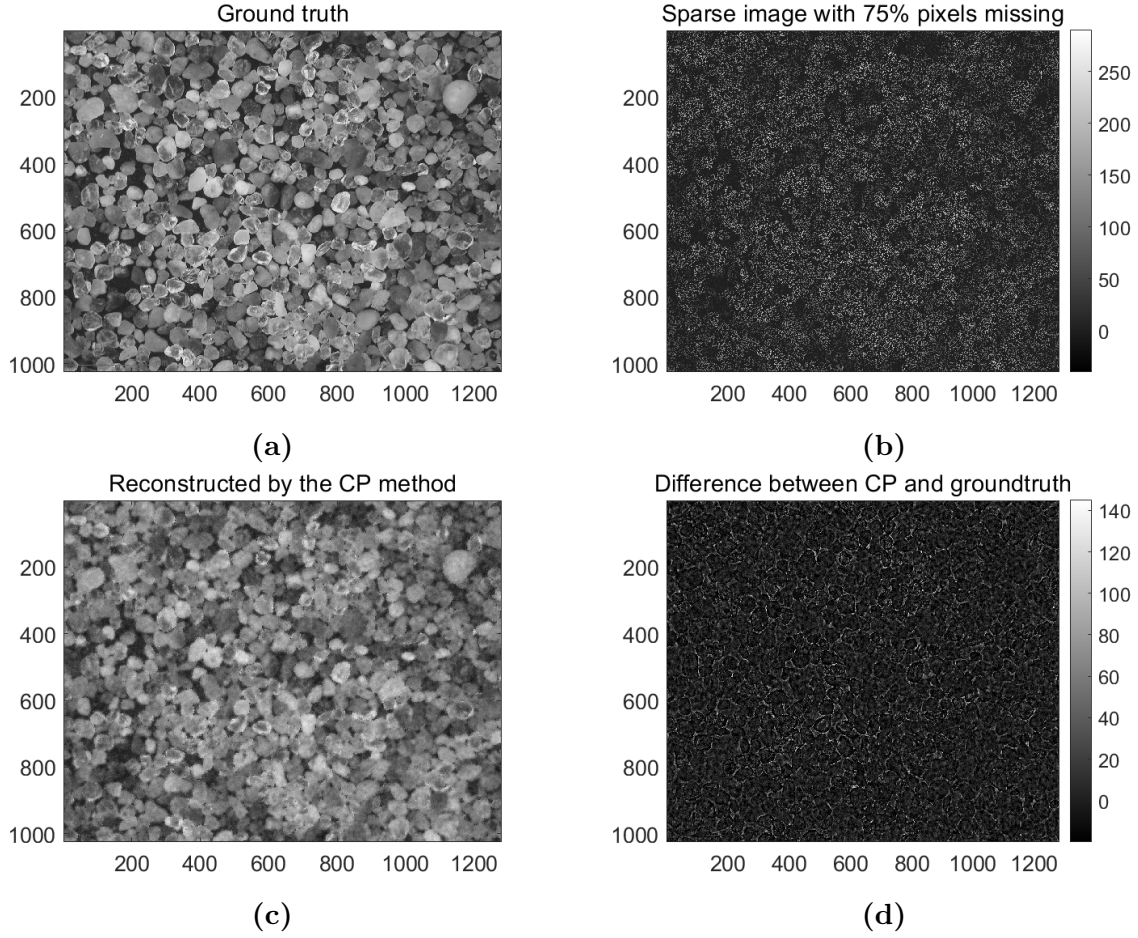 Ground truth
200
400
600
800
1000
200 400 600 800 1000 1200
(a)
Sparse image with 75% pixels missing
200
400
600
800
1000
200 400 600 800 1000 1200
250
200
150
100
50
0
(b)
Reconstructed by the CP method
200
400
600
800
1000
200 400 600 800 1000 1200
(c)
Difference between CP and groundtruth
200
400
600
800
1000
200 400 600 800 1000 1200
140
120
100
80
60
40
20
0
(d)